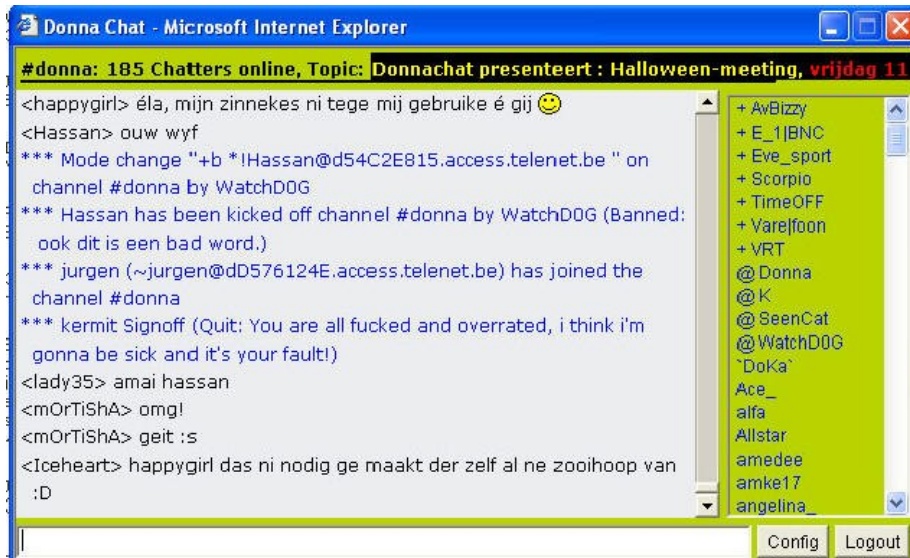 Donna Chat - Microsoft Internet Explorer
#donna: 185 Chatters online, Topic: Donnachat presenteert : Halloween-meeting, vrijdag 11
<happygirl> éla, mijn zinnekes ni tege mij gebruike é gij
<Hassan> ouw wyf
*** Mode change "+b *!Hassan@d54C2E815.access.telenet.be " on
channel #donna by WatchD0G
*** Hassan has been kicked off channel #donna by WatchD0G (Banned:
ook dit is een bad word.)
*** jurgen (~jurgen@dD576124E.access.telenet.be) has joined the
channel #donna
*** kermit Signoff (Quit: You are all fucked and overrated, i think i'm
gonna be sick and it's your fault!)
<lady35> amai hassan
<mOrTiShA> omg!
<mOrTiShA> geit :s
<Iceheart> happygirl das ni nodig ge maakt der zelf al ne zooihoop van
:D
+ AvBizzy
+ E_1|BNC
+ Eve_sport
+ Scorpio
+ TimeOFF
+ Vare|foon
+ VRT
@ Donna
@ K
@ SeenCat
@ WatchD0G
`DoKa`
Ace_
alfa
Allstar
amedee
amke17
angelina_
Config
Logout